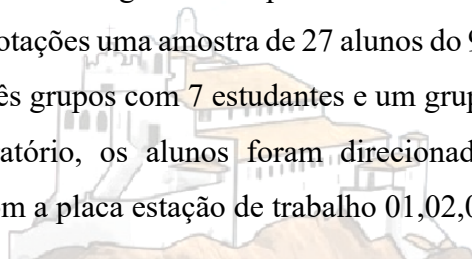 otações uma amostra de 27 alunos do 9
ês grupos com 7 estudantes e um grup
atório, os alunos foram direcionad
m a placa estação de trabalho 01,02,0